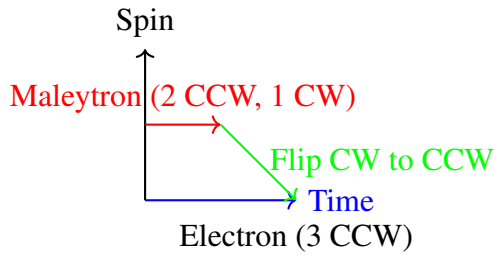 Spin
Maleytron (2 CCW, 1 CW)
Flip CW to CCW
Time
Electron (3 CCW)